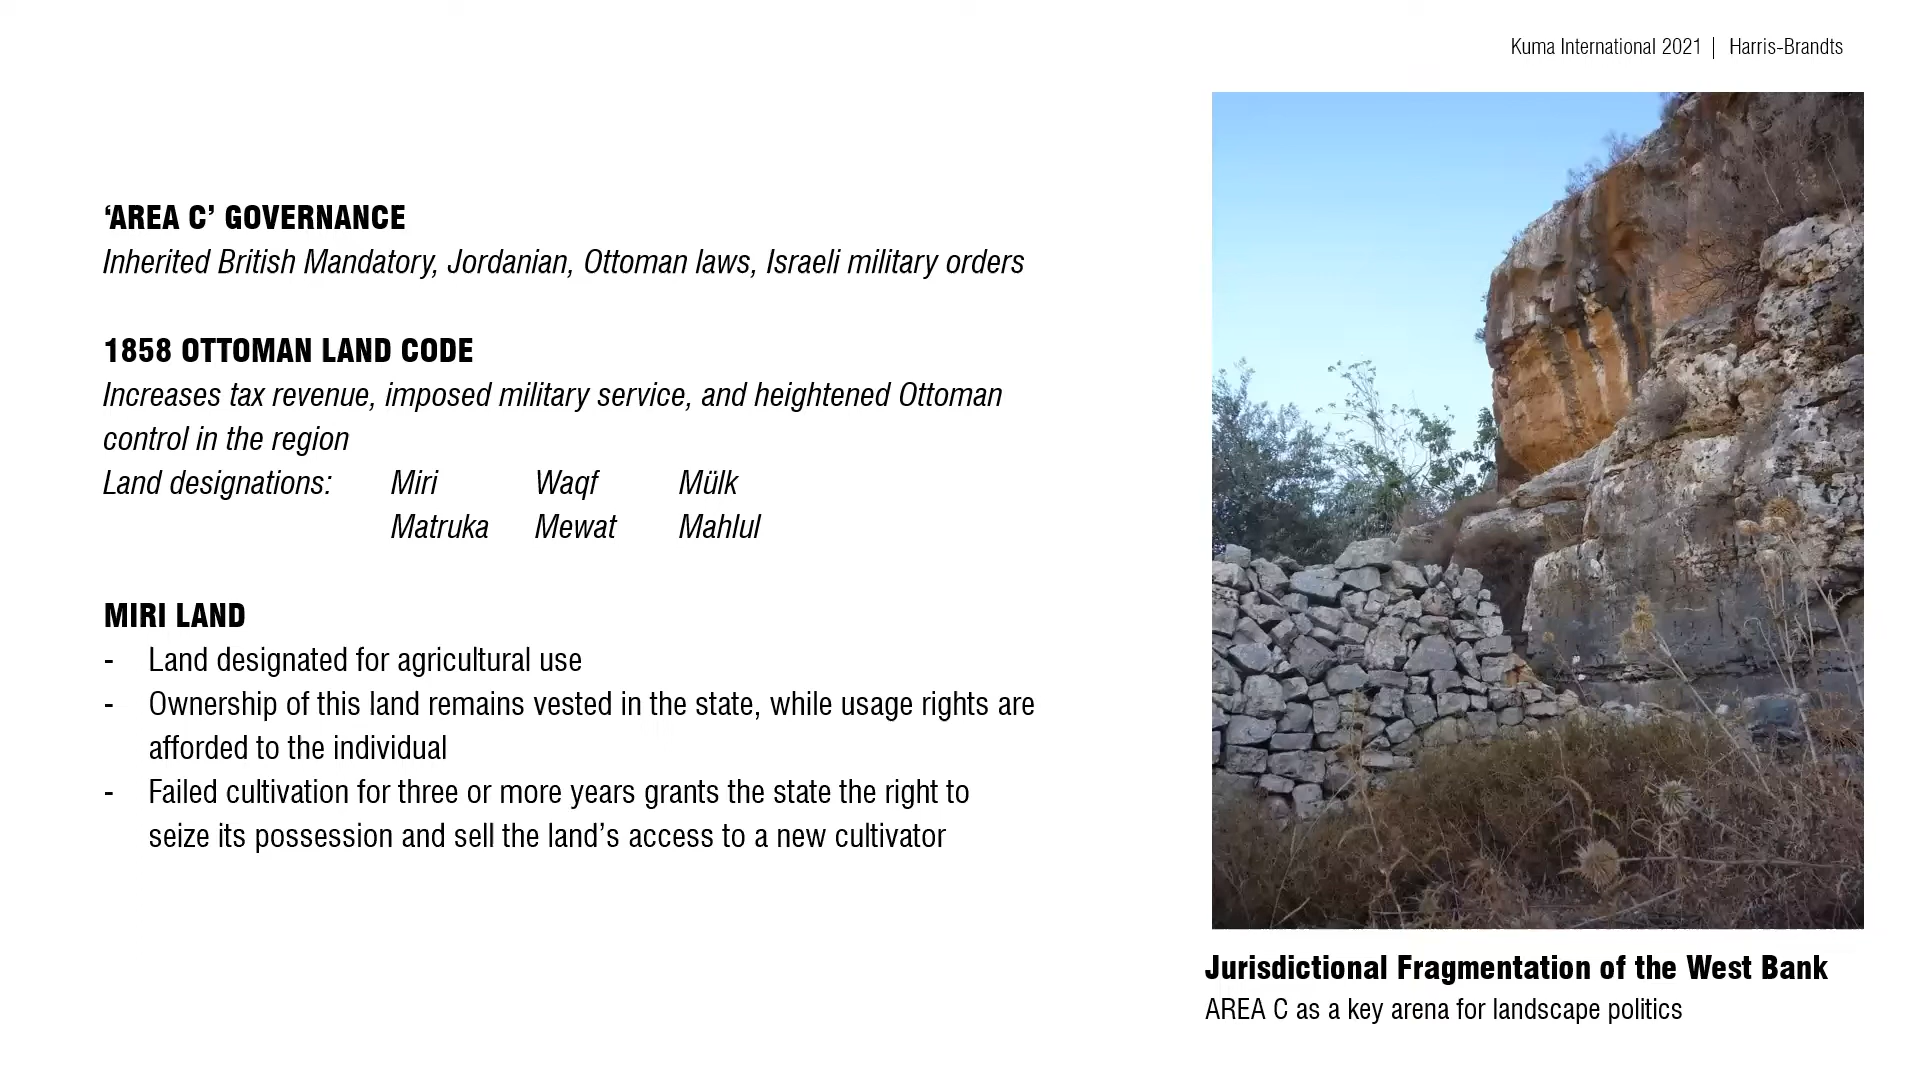 Kuma International 2021 | Harris-Brandts
‘AREA C’ GOVERNANCE
Inherited British Mandatory, Jordanian, Ottoman laws, Israeli military orders
1858 OTTOMAN LAND CODE
Increases tax revenue, imposed military service, and heightened Ottoman
control in the region
Land designations: Miri Waqf Mülk
Matruka Mewat Mahlul
MIRI LAND
- Land designated for agricultural use
- Ownership of this land remains vested in the state, while usage rights are
afforded to the individual
- Failed cultivation for three or more years grants the state the right to
seize its possession and sell the land’s access to a new cultivator
Jurisdictional Fragmentation of the West Bank
AREA C as a key arena for landscape politics